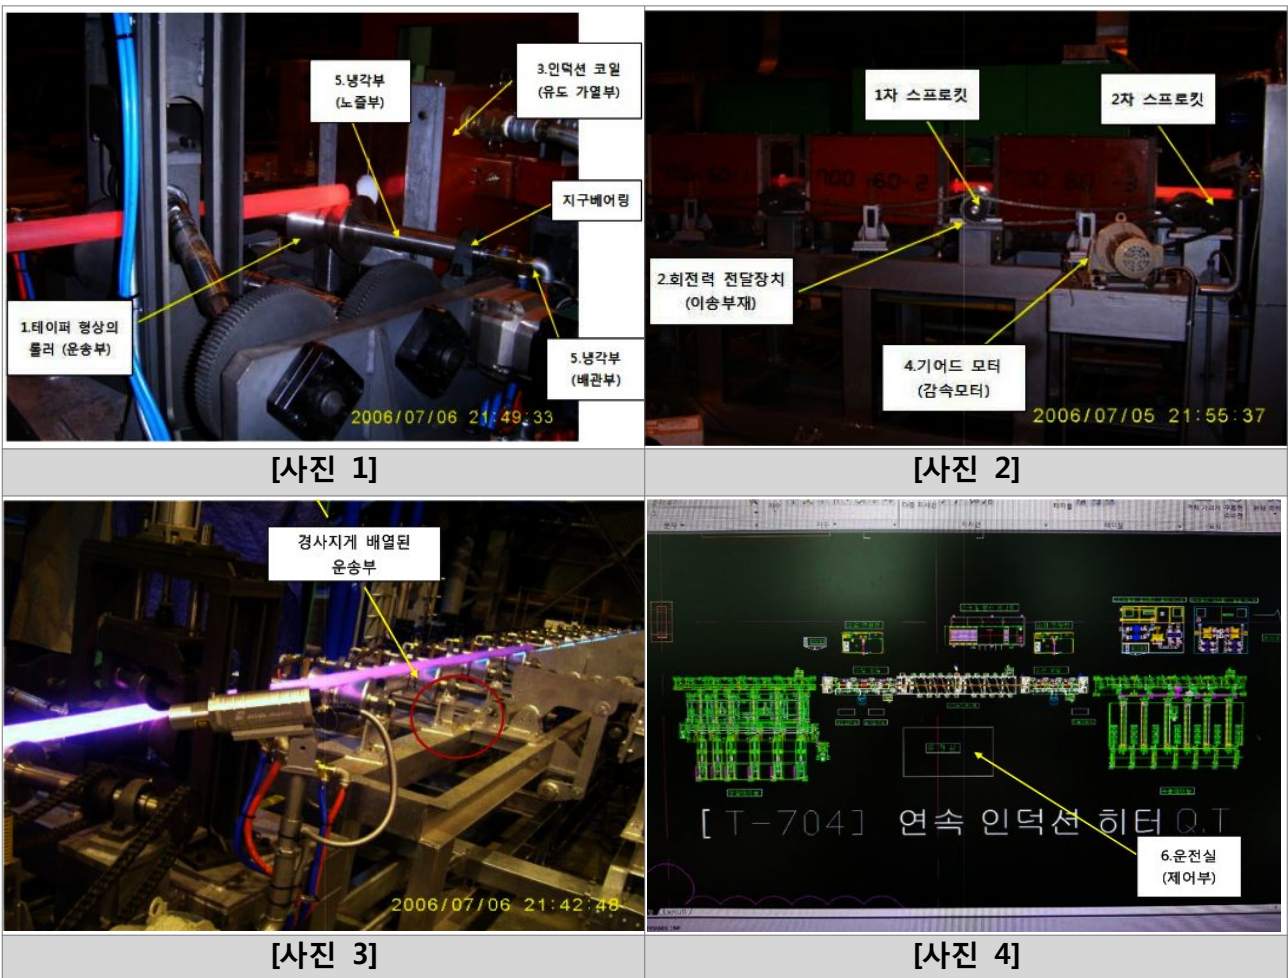 5.냉각부
(노즐부)
3.인덕션 코일
(유도 가열부)
지구베어링
1.테이퍼 형상의
롤러 (운송부)
5.냉각부
(배관부)
2006/07/06 21:49:33
1차 스프로킷
2차 스프로킷
2.회전력 전달장치
(이송부재)
4.기어드 모터
(감속모터)
2006/07/05 21:55:37
[사진 1]
[사진 2]
경사지게 배열된
운송부
2006/07/06 21:42:48
[T-704] 연속 인덕션 히터 Q.T
6.운전실
(제어부)
[사진 3]
[사진 4]